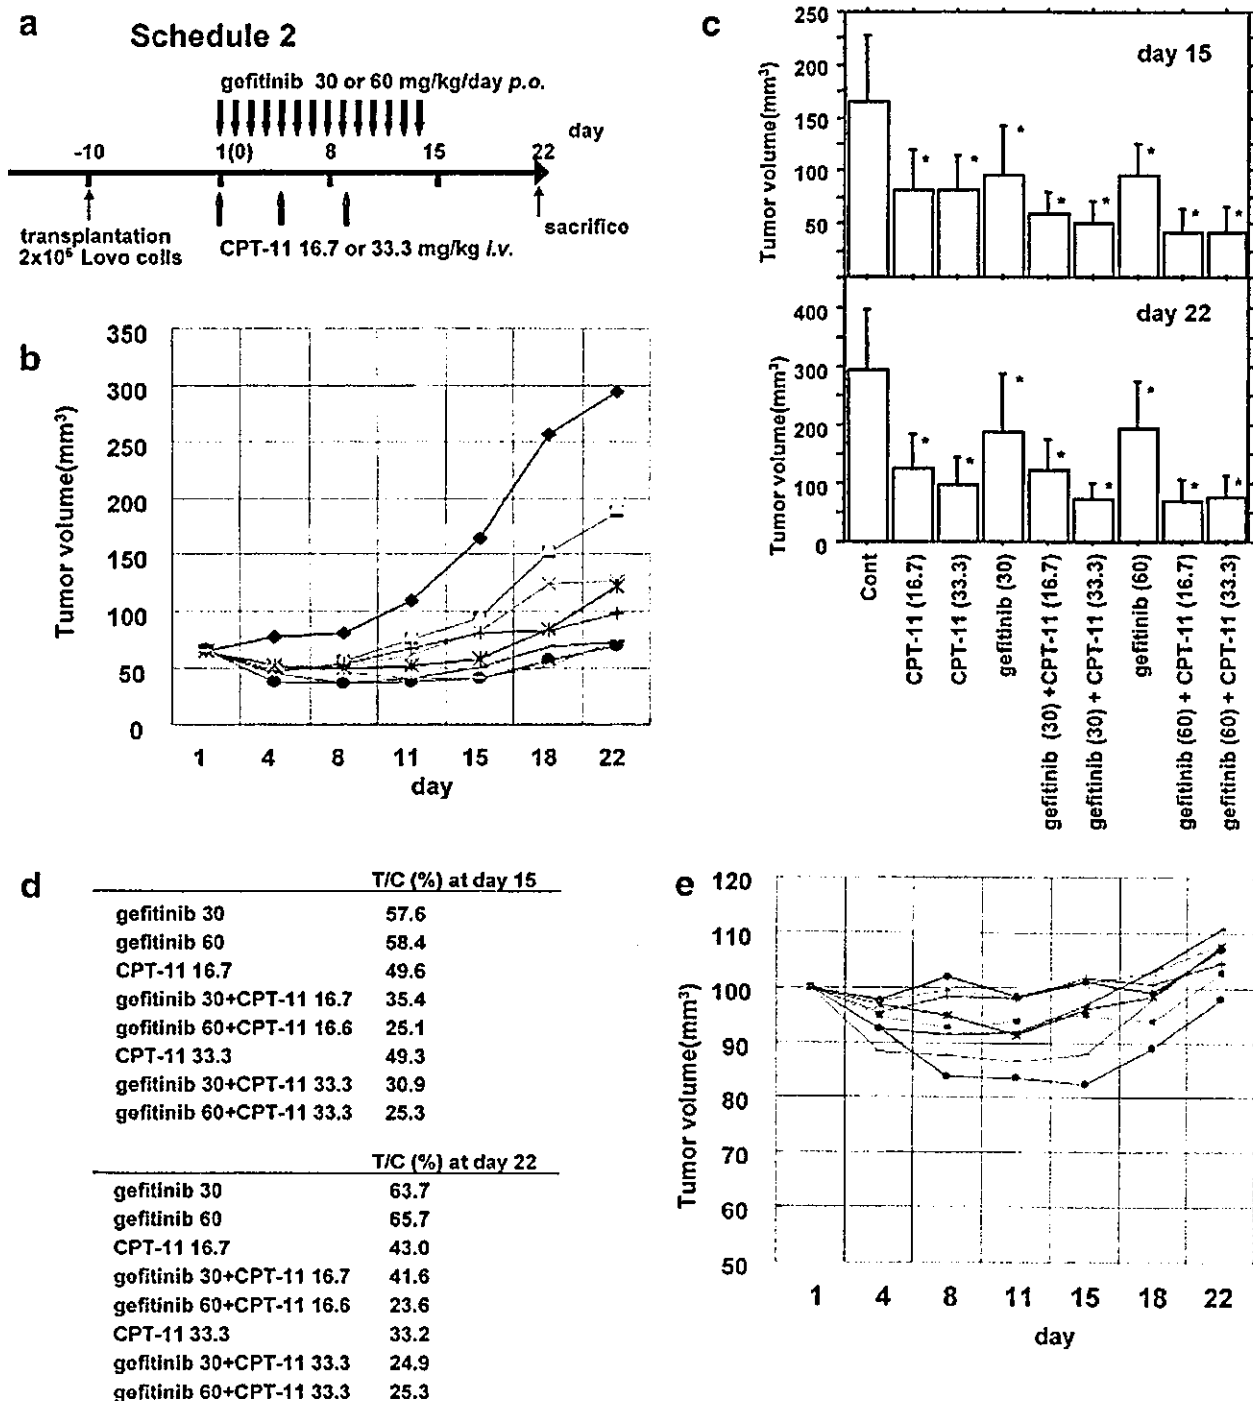 a
Schedule 2
gefitinib 30 or 60 mg/kg/day p.o.
day
-10 1(0) 8 15 22
transplantation
2x10⁶ Lovo cells
CPT-11 16.7 or 33.3 mg/kg i.v.
sacrifice
b
Tumor volume(mm³)
350
300
250
200
150
100
50
0
1 4 8 11 15 18 22
day
c
Tumor volume(mm³)
250
200
150
100
50
0
day 15
Tumor volume(mm³)
400
300
200
100
0
day 22
* * * * * * * *
* * * * * * * *
Cont
CPT-11 (16.7)
CPT-11 (33.3)
gefitinib (30)
gefitinib (30) +CPT-11 (16.7)
gefitinib (30) + CPT-11 (33.3)
gefitinib (60)
gefitinib (60) + CPT-11 (16.7)
gefitinib (60) + CPT-11 (33.3)
d
T/C (%) at day 15
gefitinib 30 57.6
gefitinib 60 58.4
CPT-11 16.7 49.6
gefitinib 30+CPT-11 16.7 35.4
gefitinib 60+CPT-11 16.6 25.1
CPT-11 33.3 49.3
gefitinib 30+CPT-11 33.3 30.9
gefitinib 60+CPT-11 33.3 25.3
T/C (%) at day 22
gefitinib 30 63.7
gefitinib 60 65.7
CPT-11 16.7 43.0
gefitinib 30+CPT-11 16.7 41.6
gefitinib 60+CPT-11 16.6 23.6
CPT-11 33.3 33.2
gefitinib 30+CPT-11 33.3 24.9
gefitinib 60+CPT-11 33.3 25.3
e
Tumor volume(mm³)
120
110
100
90
80
70
60
50
1 4 8 11 15 18 22
day